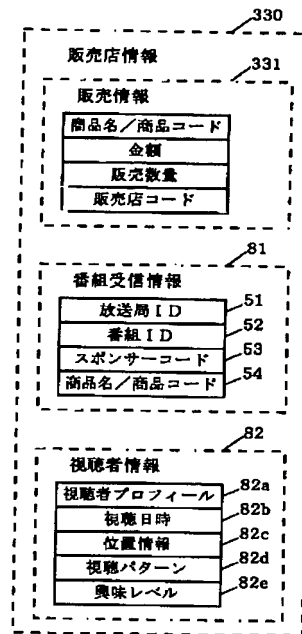 330
販売店情報
331
販売情報
商品名／商品コード
金額
販売数量
販売店コード
81
番組受信情報
放送局ＩＤ
51
番組ＩＤ
52
スポンサーコード
53
商品名／商品コード
54
82
視聴者情報
視聴者プロフィール
82a
視聴日時
82b
位置情報
82c
視聴パターン
82d
興味レベル
82e